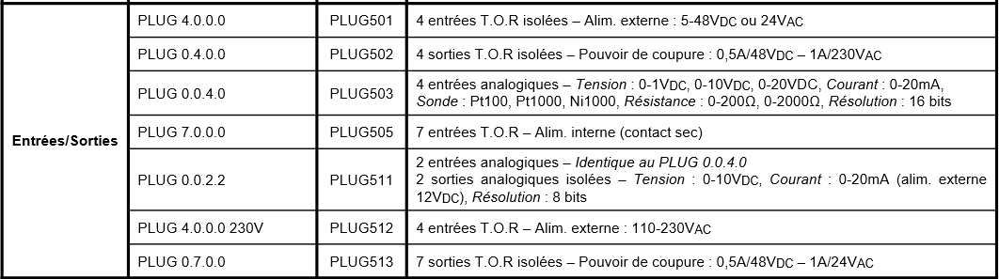 PLUG 4.0.0.0 PLUG501 4 entrées T.O.R isolées – Alim. externe : 5-48VDC ou 24VAC
PLUG 0.4.0.0 PLUG502 4 sorties T.O.R isolées – Pouvoir de coupure : 0,5A/48VDC – 1A/230VAC
PLUG 0.0.4.0 PLUG503 4 entrées analogiques – Tension : 0-1VDC, 0-10VDC, 0-20VDC, Courant : 0-20mA,
Sonde : Pt100, Pt1000, Ni1000, Résistance : 0-200Ω, 0-2000Ω, Résolution : 16 bits
Entrées/Sorties
PLUG 7.0.0.0 PLUG505 7 entrées T.O.R – Alim. interne (contact sec)
PLUG 0.0.2.2 PLUG511 2 entrées analogiques – Identique au PLUG 0.0.4.0
2 sorties analogiques isolées – Tension : 0-10VDC, Courant : 0-20mA (alim. externe
12VDC), Résolution : 8 bits
PLUG 4.0.0.0 230V PLUG512 4 entrées T.O.R – Alim. externe : 110-230VAC
PLUG 0.7.0.0 PLUG513 7 sorties T.O.R isolées – Pouvoir de coupure : 0,5A/48VDC – 1A/24VAC